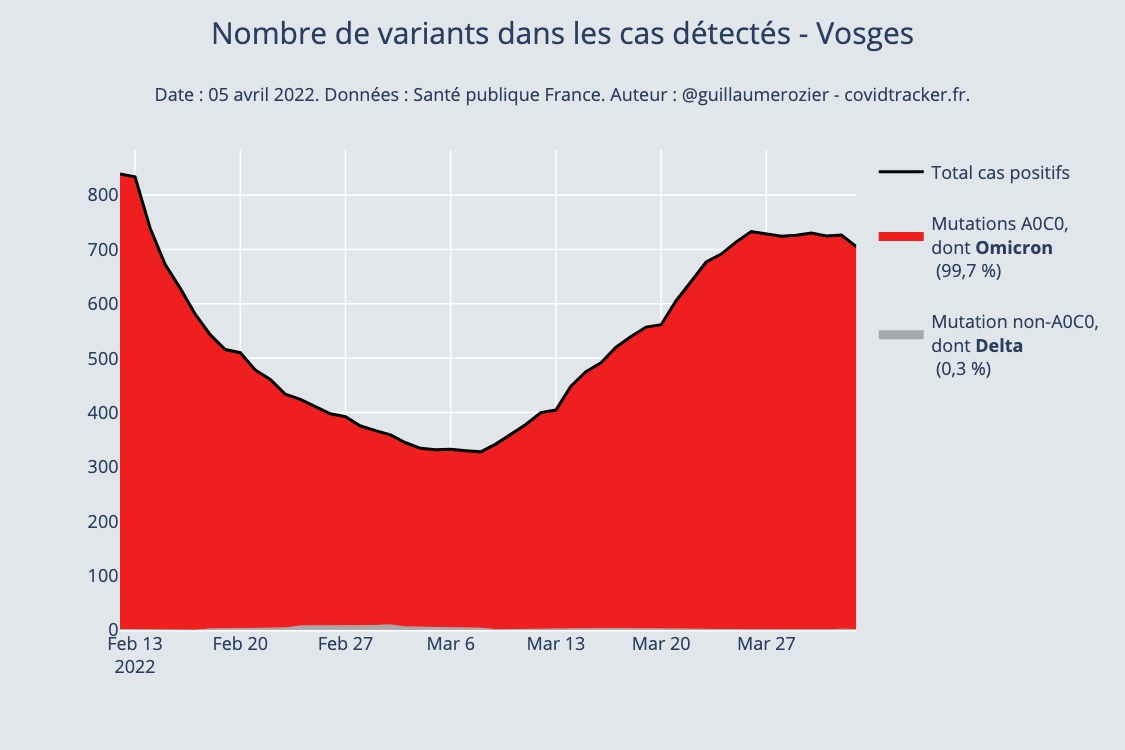 Nombre de variants dans les cas détectés - Vosges
Date : 05 avril 2022. Données : Santé publique France. Auteur : @guillaumerozier - covidtracker.fr.
Total cas positifs
Mutations A0C0,
dont Omicron
(99,7 %)
Mutation non-A0C0,
dont Delta
(0,3 %)
800
700
600
500
400
300
200
100
0
Feb 13 Feb 20 Feb 27 Mar 6 Mar 13 Mar 20 Mar 27
2022